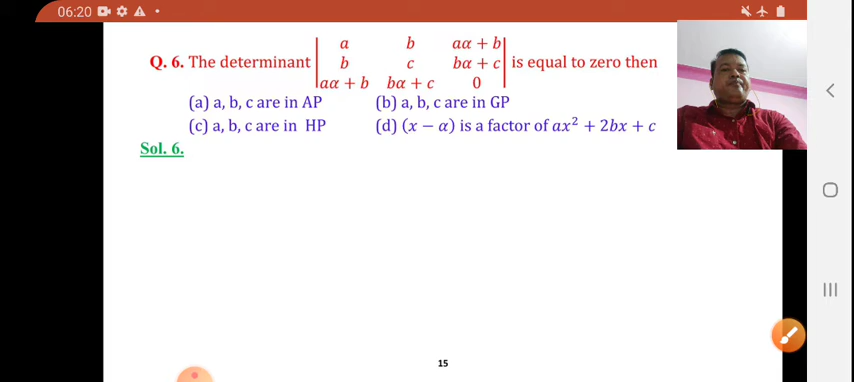 06:20
Q. 6. The determinant | a b aα + b | is equal to zero then
| b c bα + c |
| aα + b bα + c 0 |
(a) a, b, c are in AP (b) a, b, c are in GP
(c) a, b, c are in HP (d) (x − α) is a factor of ax² + 2bx + c
Sol. 6.
15